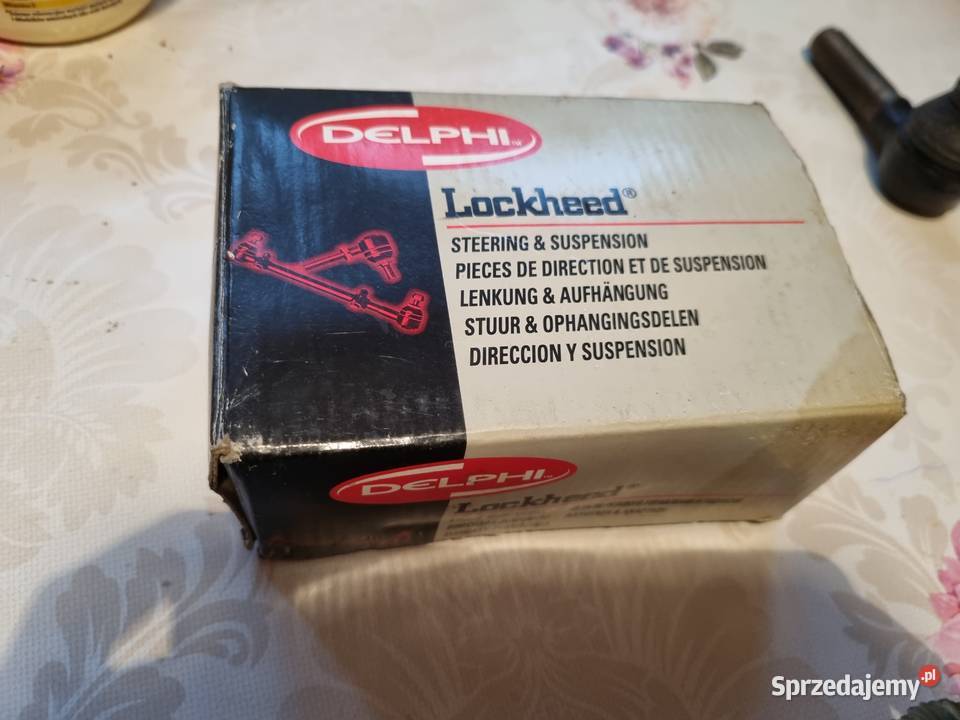 DELPHI
Lockheed®
STEERING & SUSPENSION
PIECES DE DIRECTION ET DE SUSPENSION
LENKUNG & AUFHÄNGUNG
STUUR & OPHANGINGSDELEN
DIRECCION Y SUSPENSION
DELPHI
Lockheed
Sprzedajemy.pl